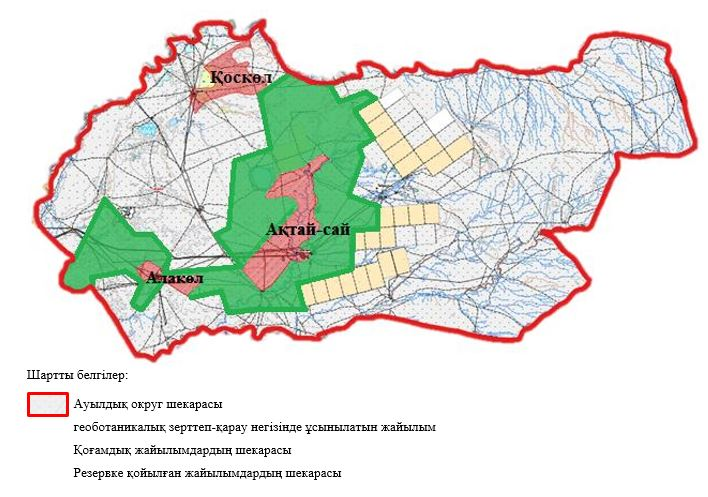 Қоскөл
Ақтай-сай
Алакөл
Шартты белгілер:
Ауылдық округ шекарасы
геоботаникалық зерттеп-қарау негізінде ұсынылатын жайылым
Қоғамдық жайылымдардың шекарасы
Резервке қойылған жайылымдардың шекарасы